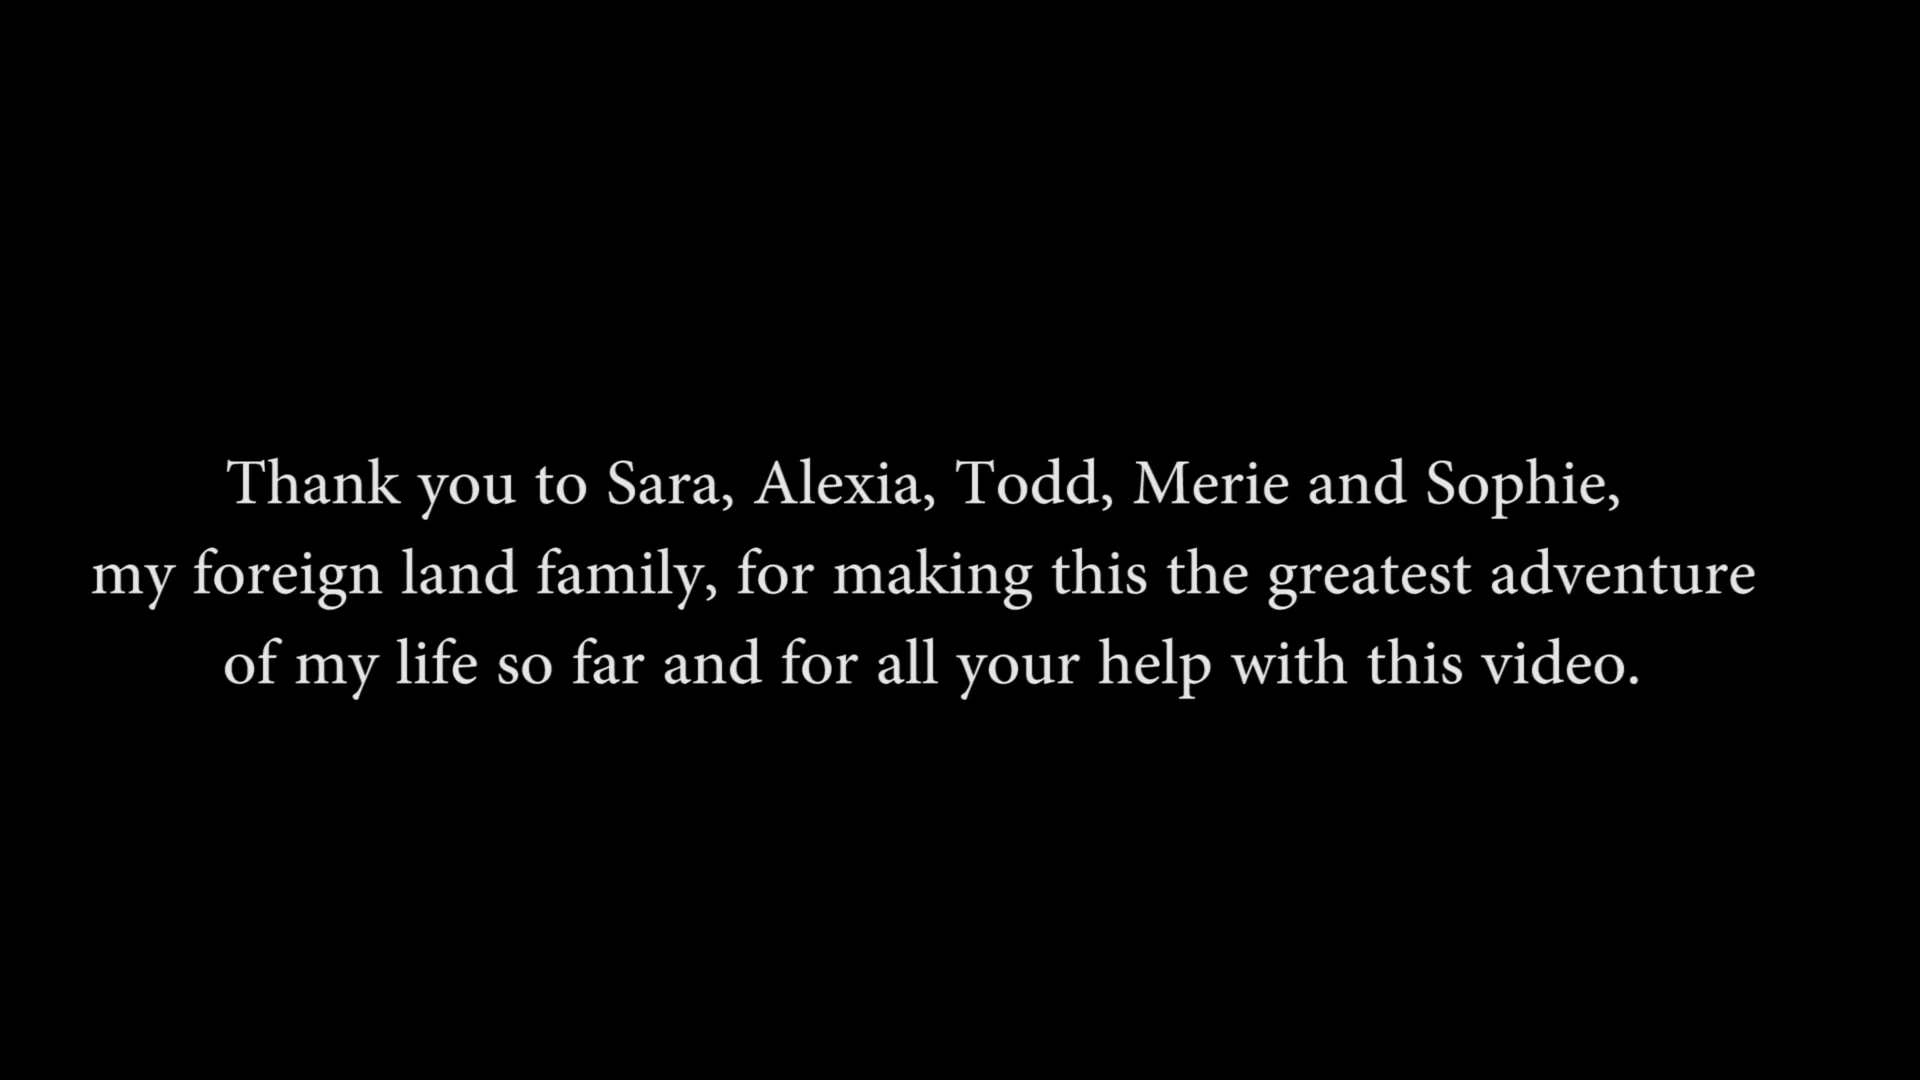 Thank you to Sara, Alexia, Todd, Merie and Sophie,
my foreign land family, for making this the greatest adventure
of my life so far and for all your help with this video.